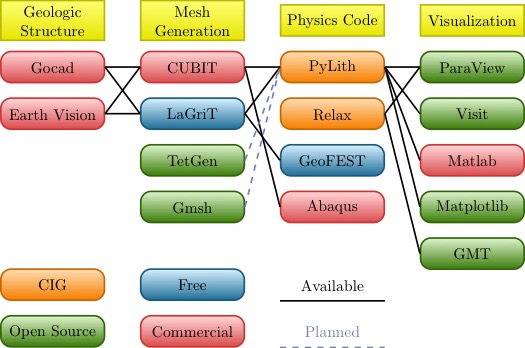 Geologic
Structure
Mesh
Generation
Physics Code
Visualization
Gocad
CUBIT
PyLith
ParaView
Earth Vision
LaGriT
Relax
Visit
TetGen
GeoFEST
Matlab
Gmsh
Abaqus
Matplotlib
GMT
CIG
Free
Available
Open Source
Commercial
Planned